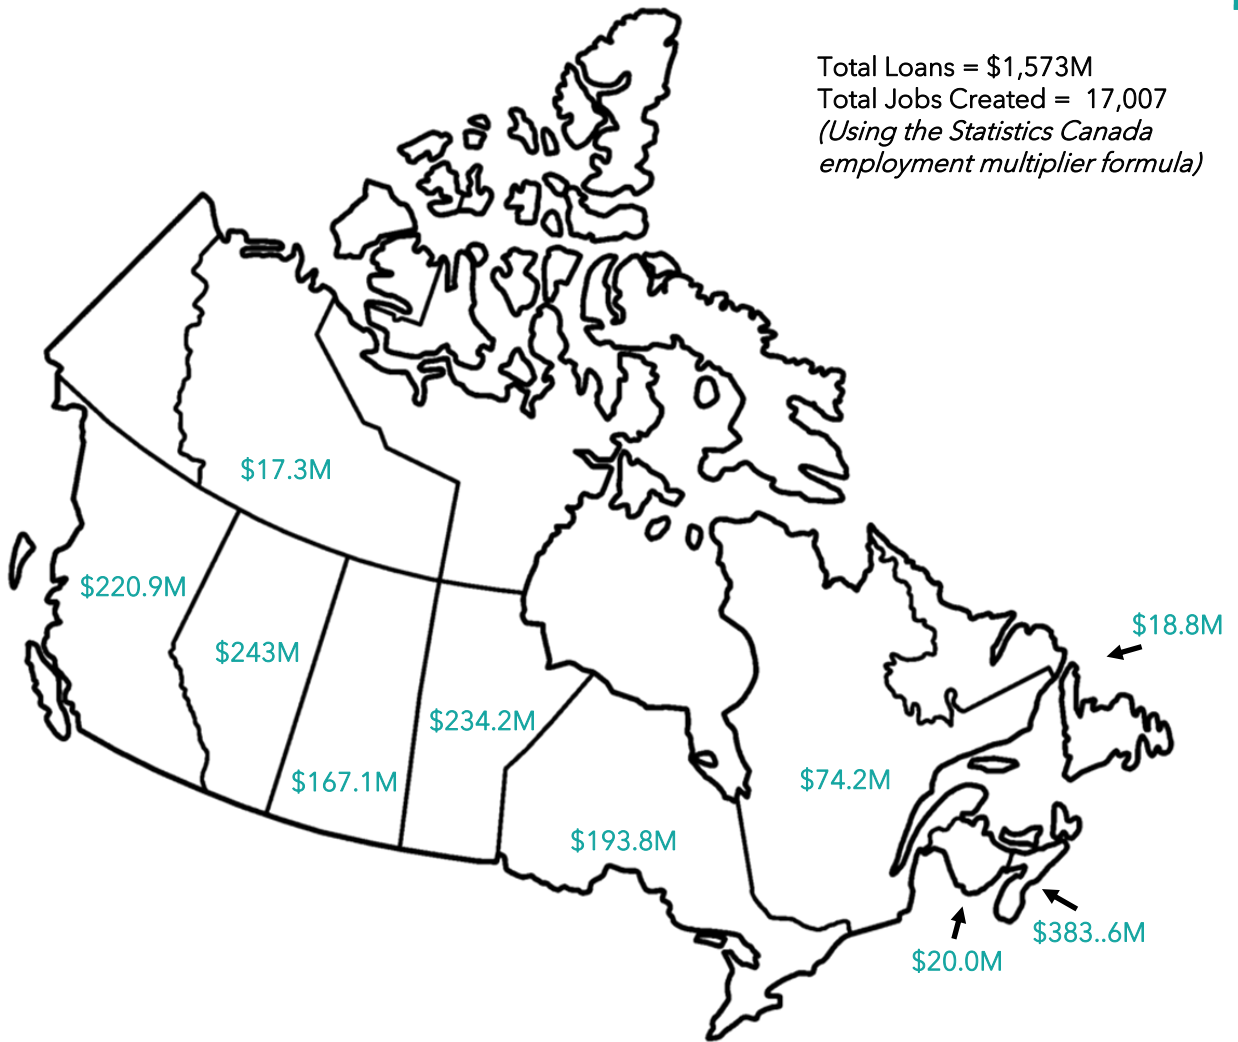 Total Loans = $1,573M
Total Jobs Created =  17,007
(Using the Statistics Canada
employment multiplier formula)
$17.3M
$220.9M
$18.8M
$243M
$234.2M
$167.1M
$74.2M
$193.8M
$383..6M
$20.0M